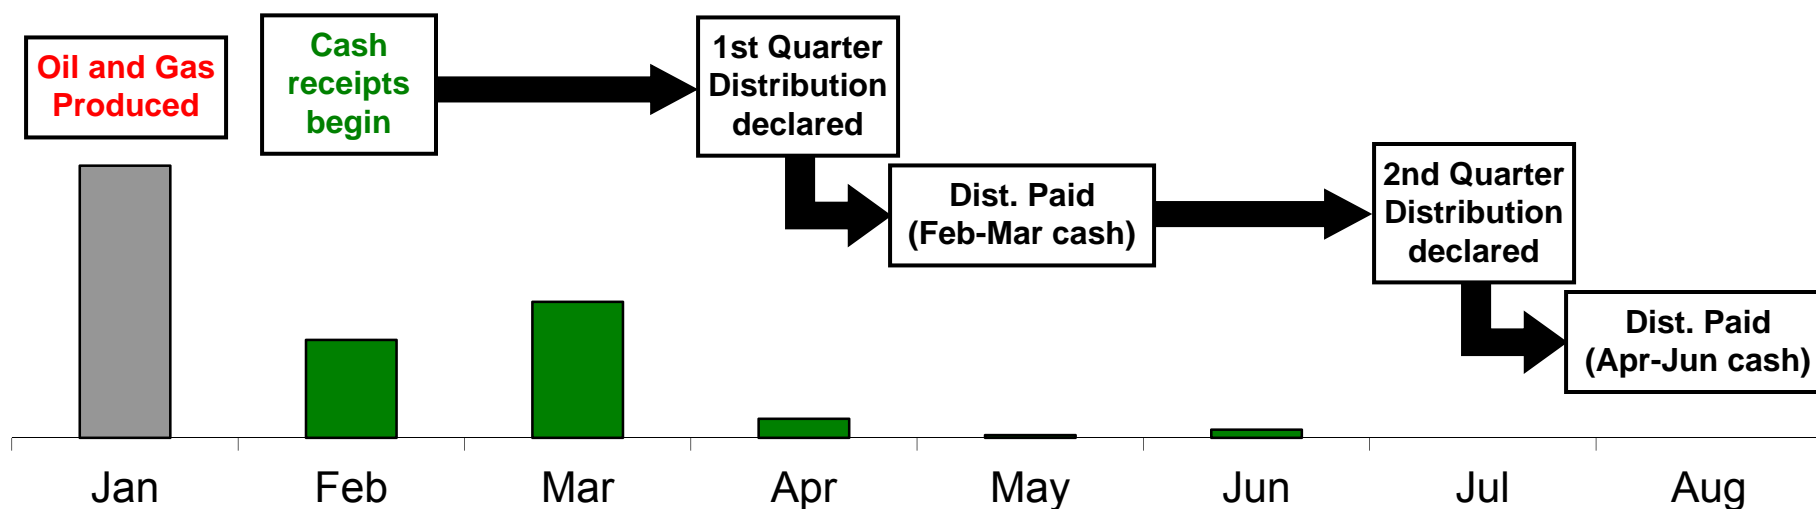 Oil and Gas
Produced
Cash
receipts
begin
1st Quarter
Distribution
declared
Dist. Paid
(Feb-Mar cash)
2nd Quarter
Distribution
declared
Dist. Paid
(Apr-Jun cash)
Jan
Feb
Mar
Apr
May
Jun
Jul
Aug